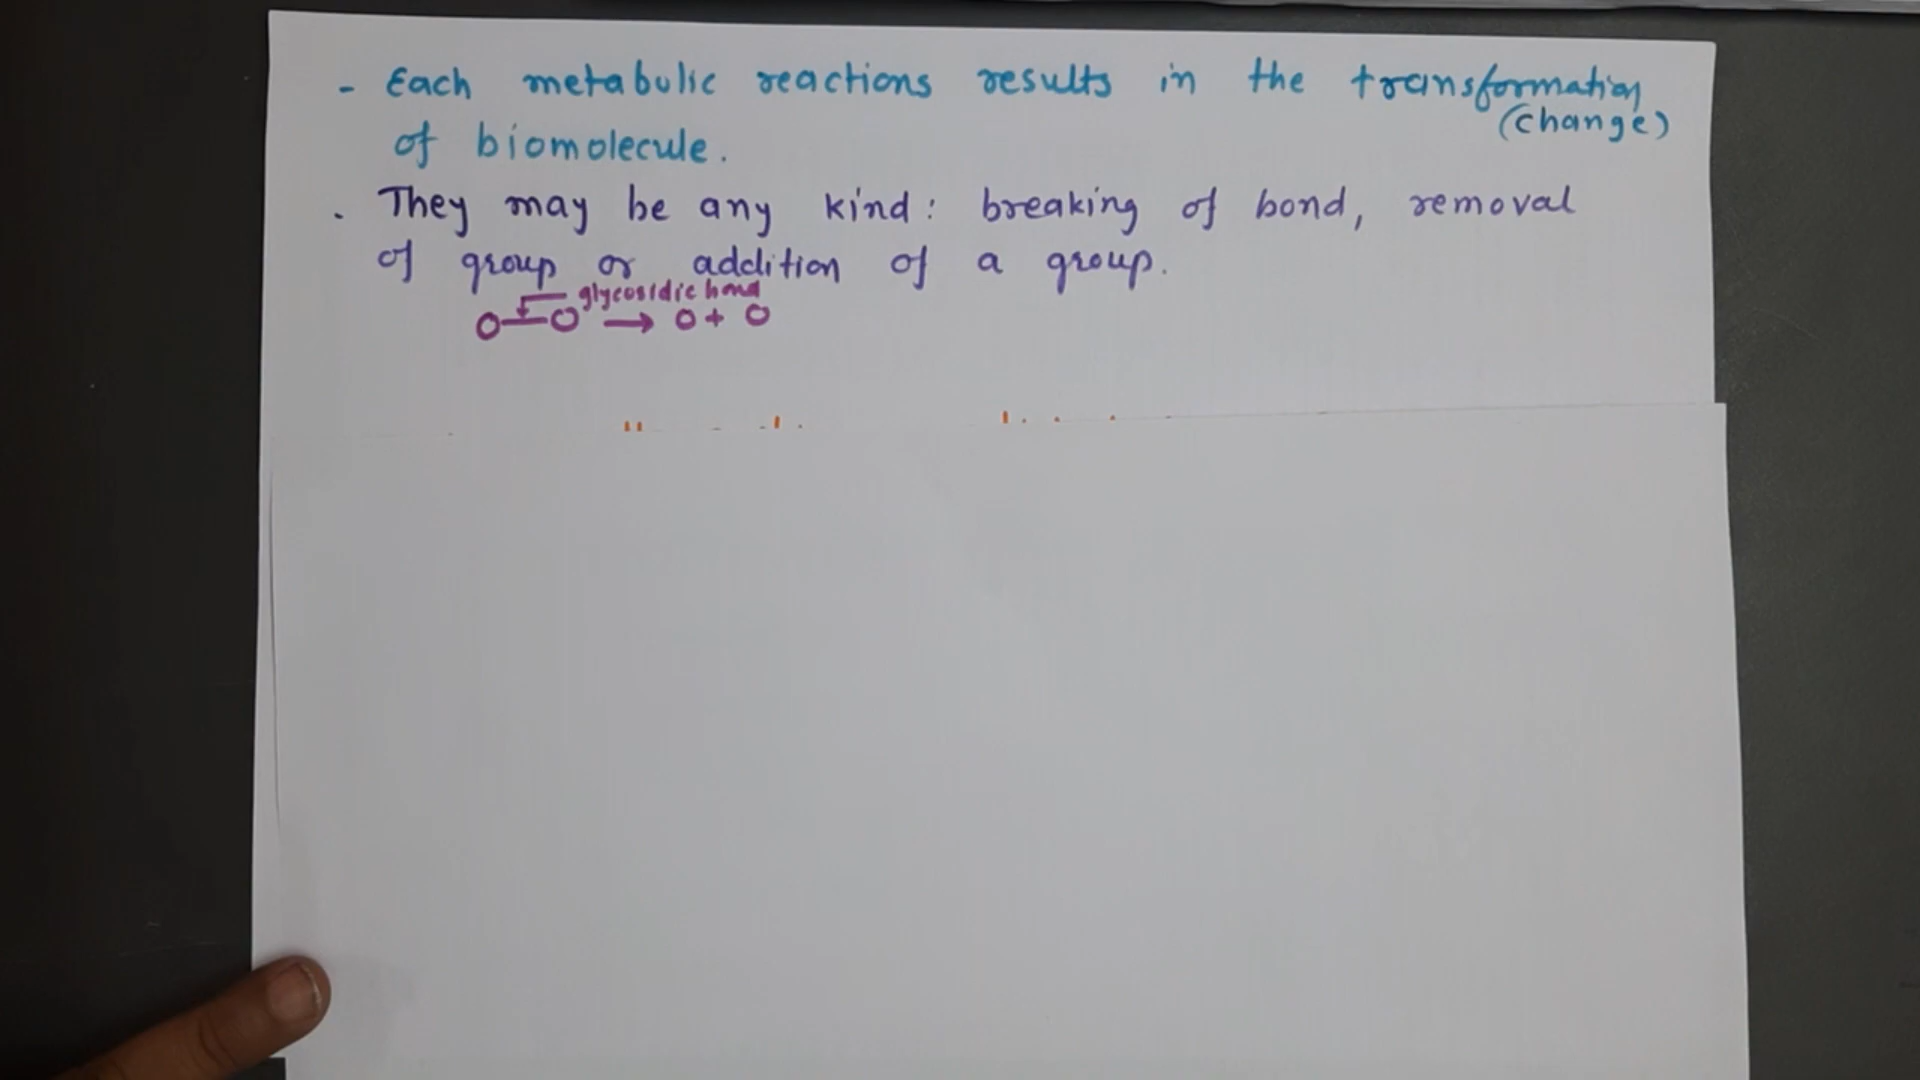 - Each metabolic reactions results in the transformation
(change)
of biomolecule.
. They may be any kind: breaking of bond, removal
of group or addition of a group.
glycosidic bond
O–O → O + O